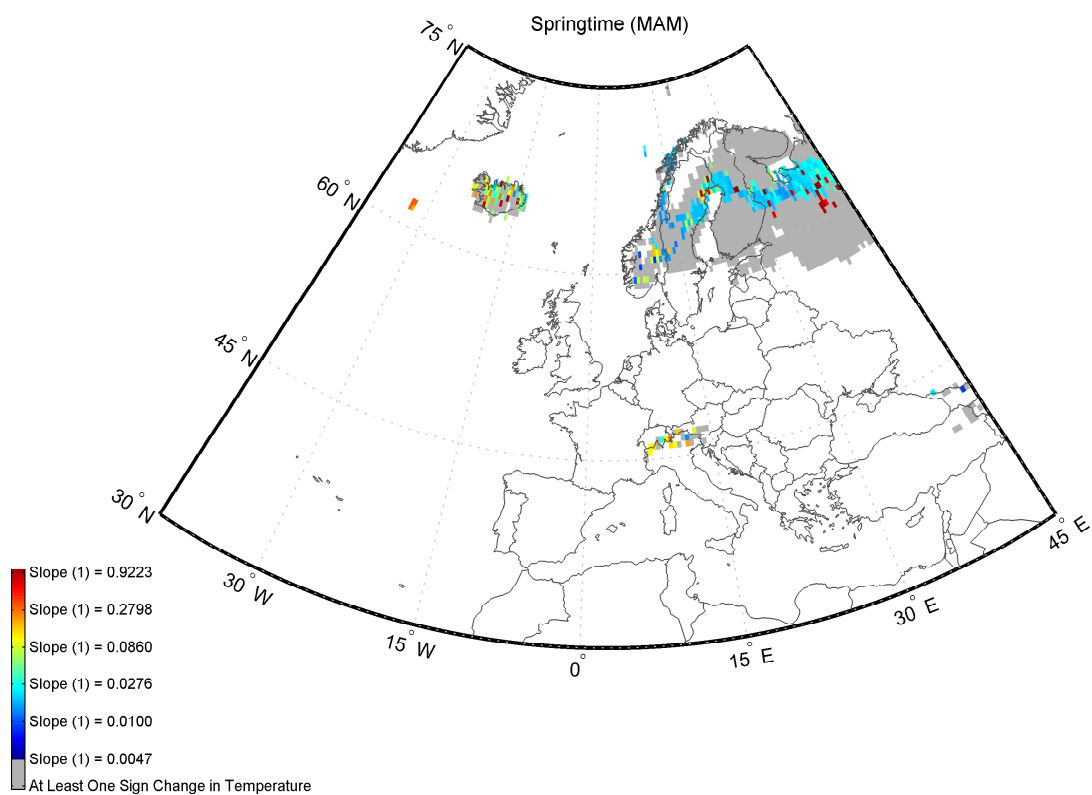 Springtime (MAM)
75° N
60° N
45° N
30° N
30° W
15° W
0°
15° E
30° E
45° E
Slope (1) = 0.9223
Slope (1) = 0.2798
Slope (1) = 0.0860
Slope (1) = 0.0276
Slope (1) = 0.0100
Slope (1) = 0.0047
At Least One Sign Change in Temperature